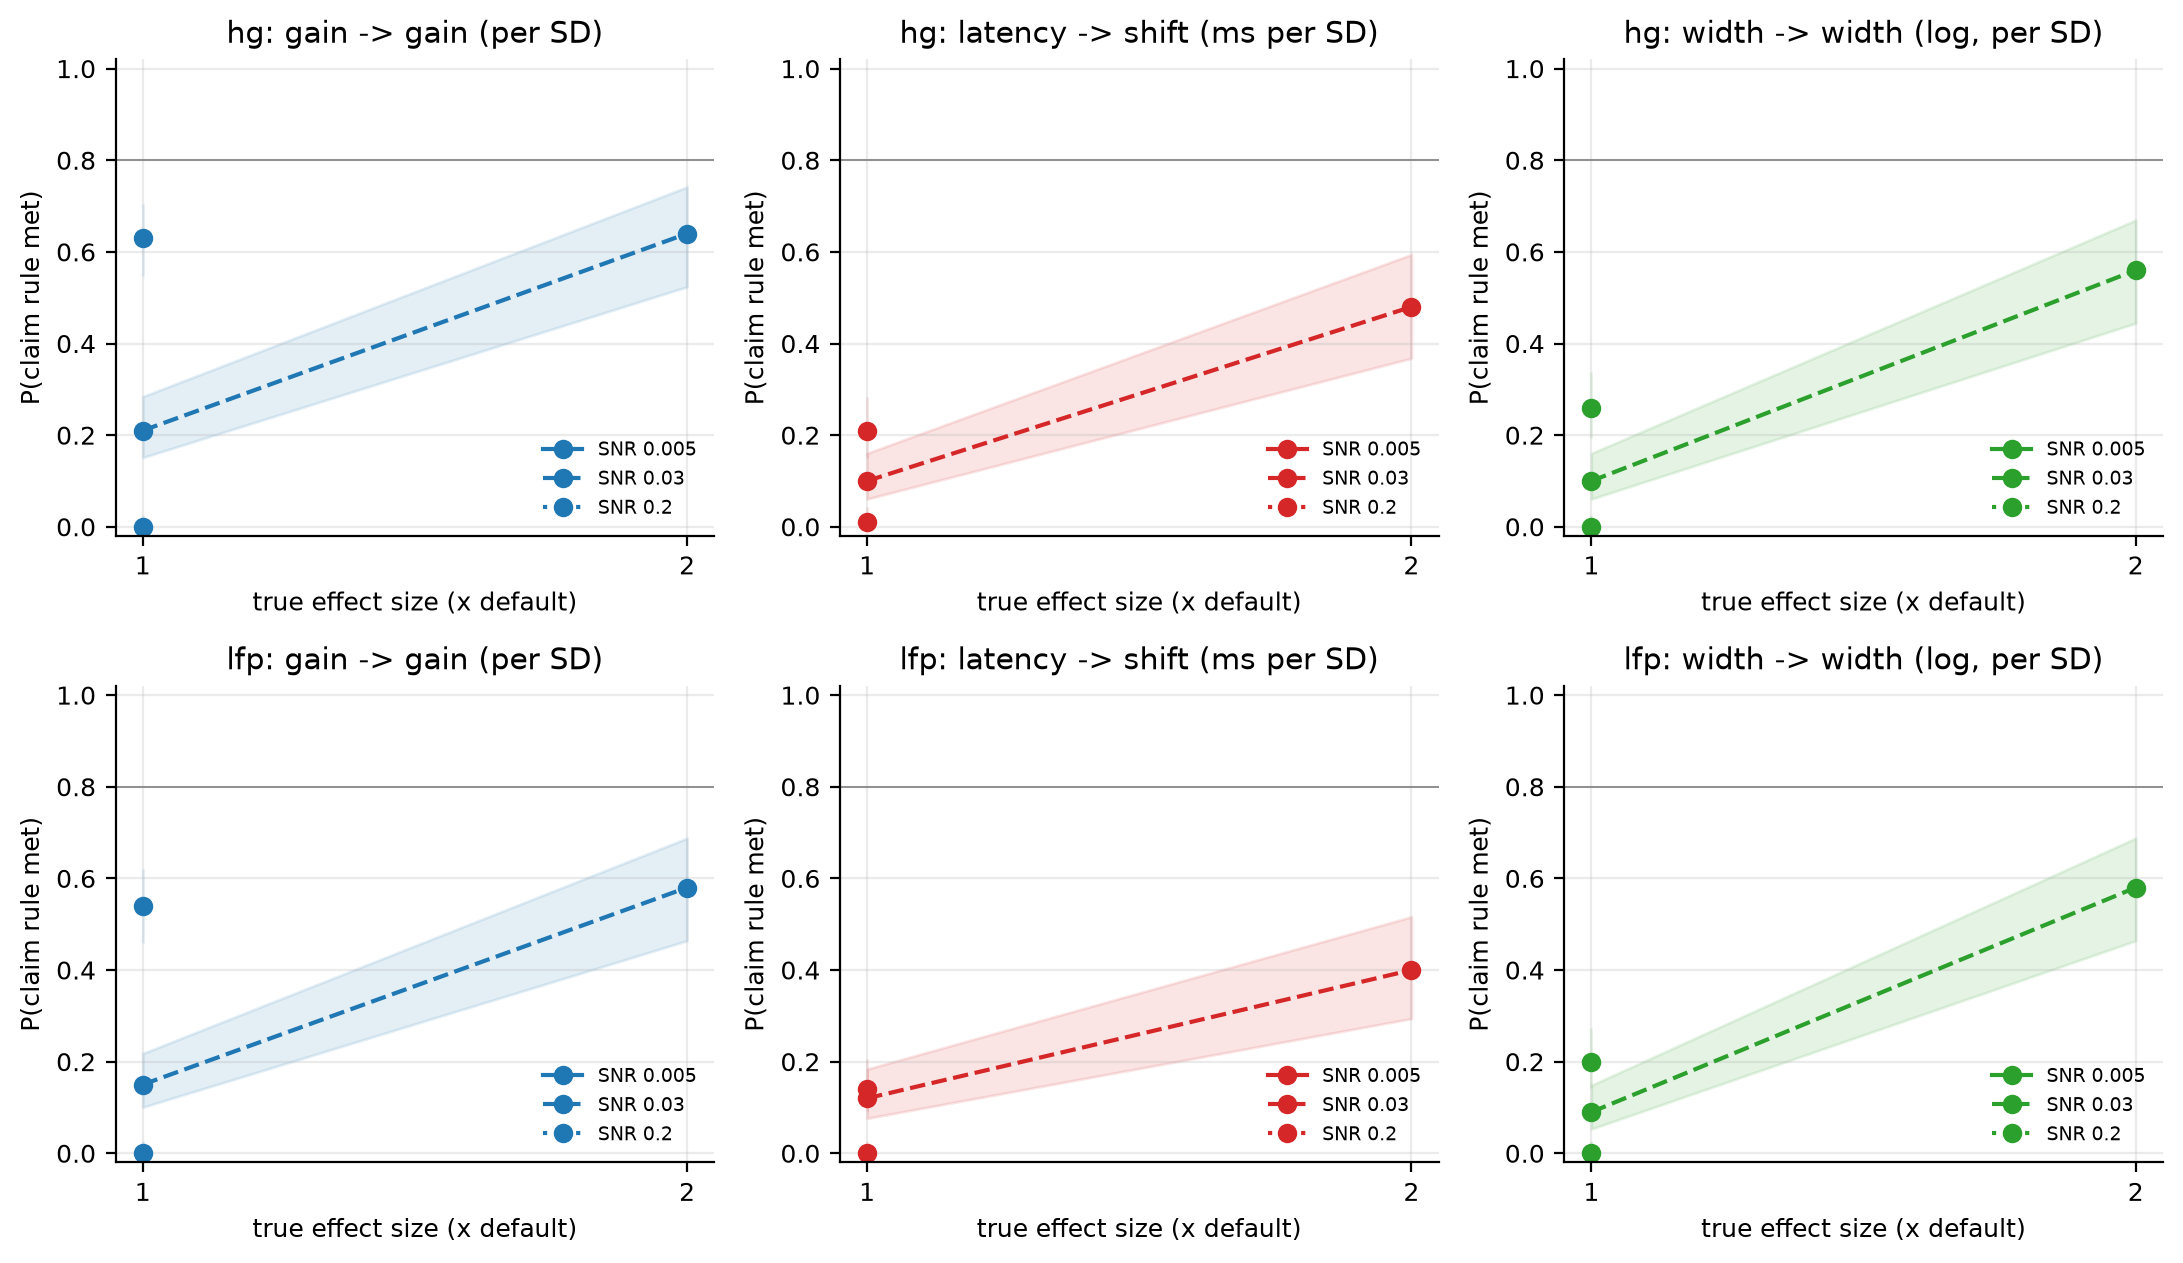 hg: gain -> gain (per SD)
P(claim rule met)
1.0
0.8
0.6
0.4
0.2
0.0
SNR 0.005
SNR 0.03
SNR 0.2
1
2
true effect size (x default)
hg: latency -> shift (ms per SD)
P(claim rule met)
1.0
0.8
0.6
0.4
0.2
0.0
SNR 0.005
SNR 0.03
SNR 0.2
1
2
true effect size (x default)
hg: width -> width (log, per SD)
P(claim rule met)
1.0
0.8
0.6
0.4
0.2
0.0
SNR 0.005
SNR 0.03
SNR 0.2
1
2
true effect size (x default)
lfp: gain -> gain (per SD)
P(claim rule met)
1.0
0.8
0.6
0.4
0.2
0.0
SNR 0.005
SNR 0.03
SNR 0.2
1
2
true effect size (x default)
lfp: latency -> shift (ms per SD)
P(claim rule met)
1.0
0.8
0.6
0.4
0.2
0.0
SNR 0.005
SNR 0.03
SNR 0.2
1
2
true effect size (x default)
lfp: width -> width (log, per SD)
P(claim rule met)
1.0
0.8
0.6
0.4
0.2
0.0
SNR 0.005
SNR 0.03
SNR 0.2
1
2
true effect size (x default)